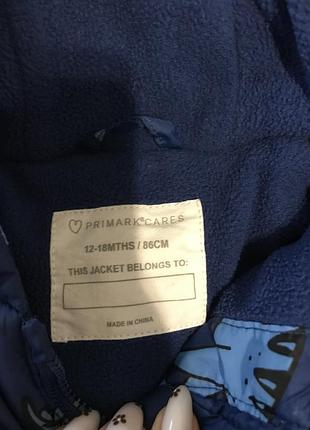 PRIMARK CARES
12-18MTHS / 86CM
THIS JACKET BELONGS TO:
MADE IN CHINA